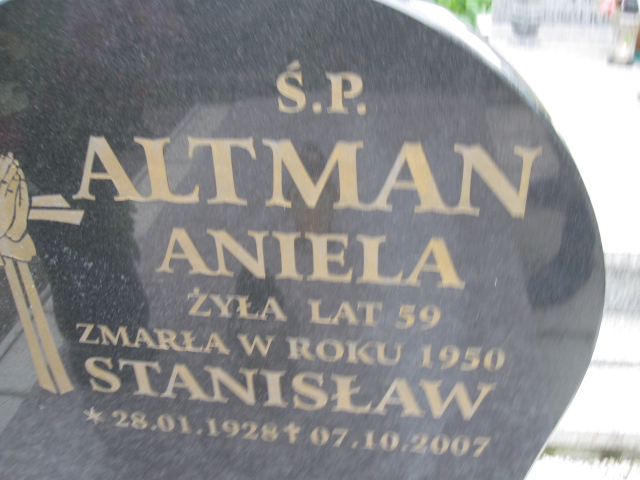 Ś.P.
ALTMAN
ANIELA
ŻYŁA LAT 59
ZMARŁA W ROKU 1950
STANISŁAW
* 28.01.1928 ✝ 07.10.2007